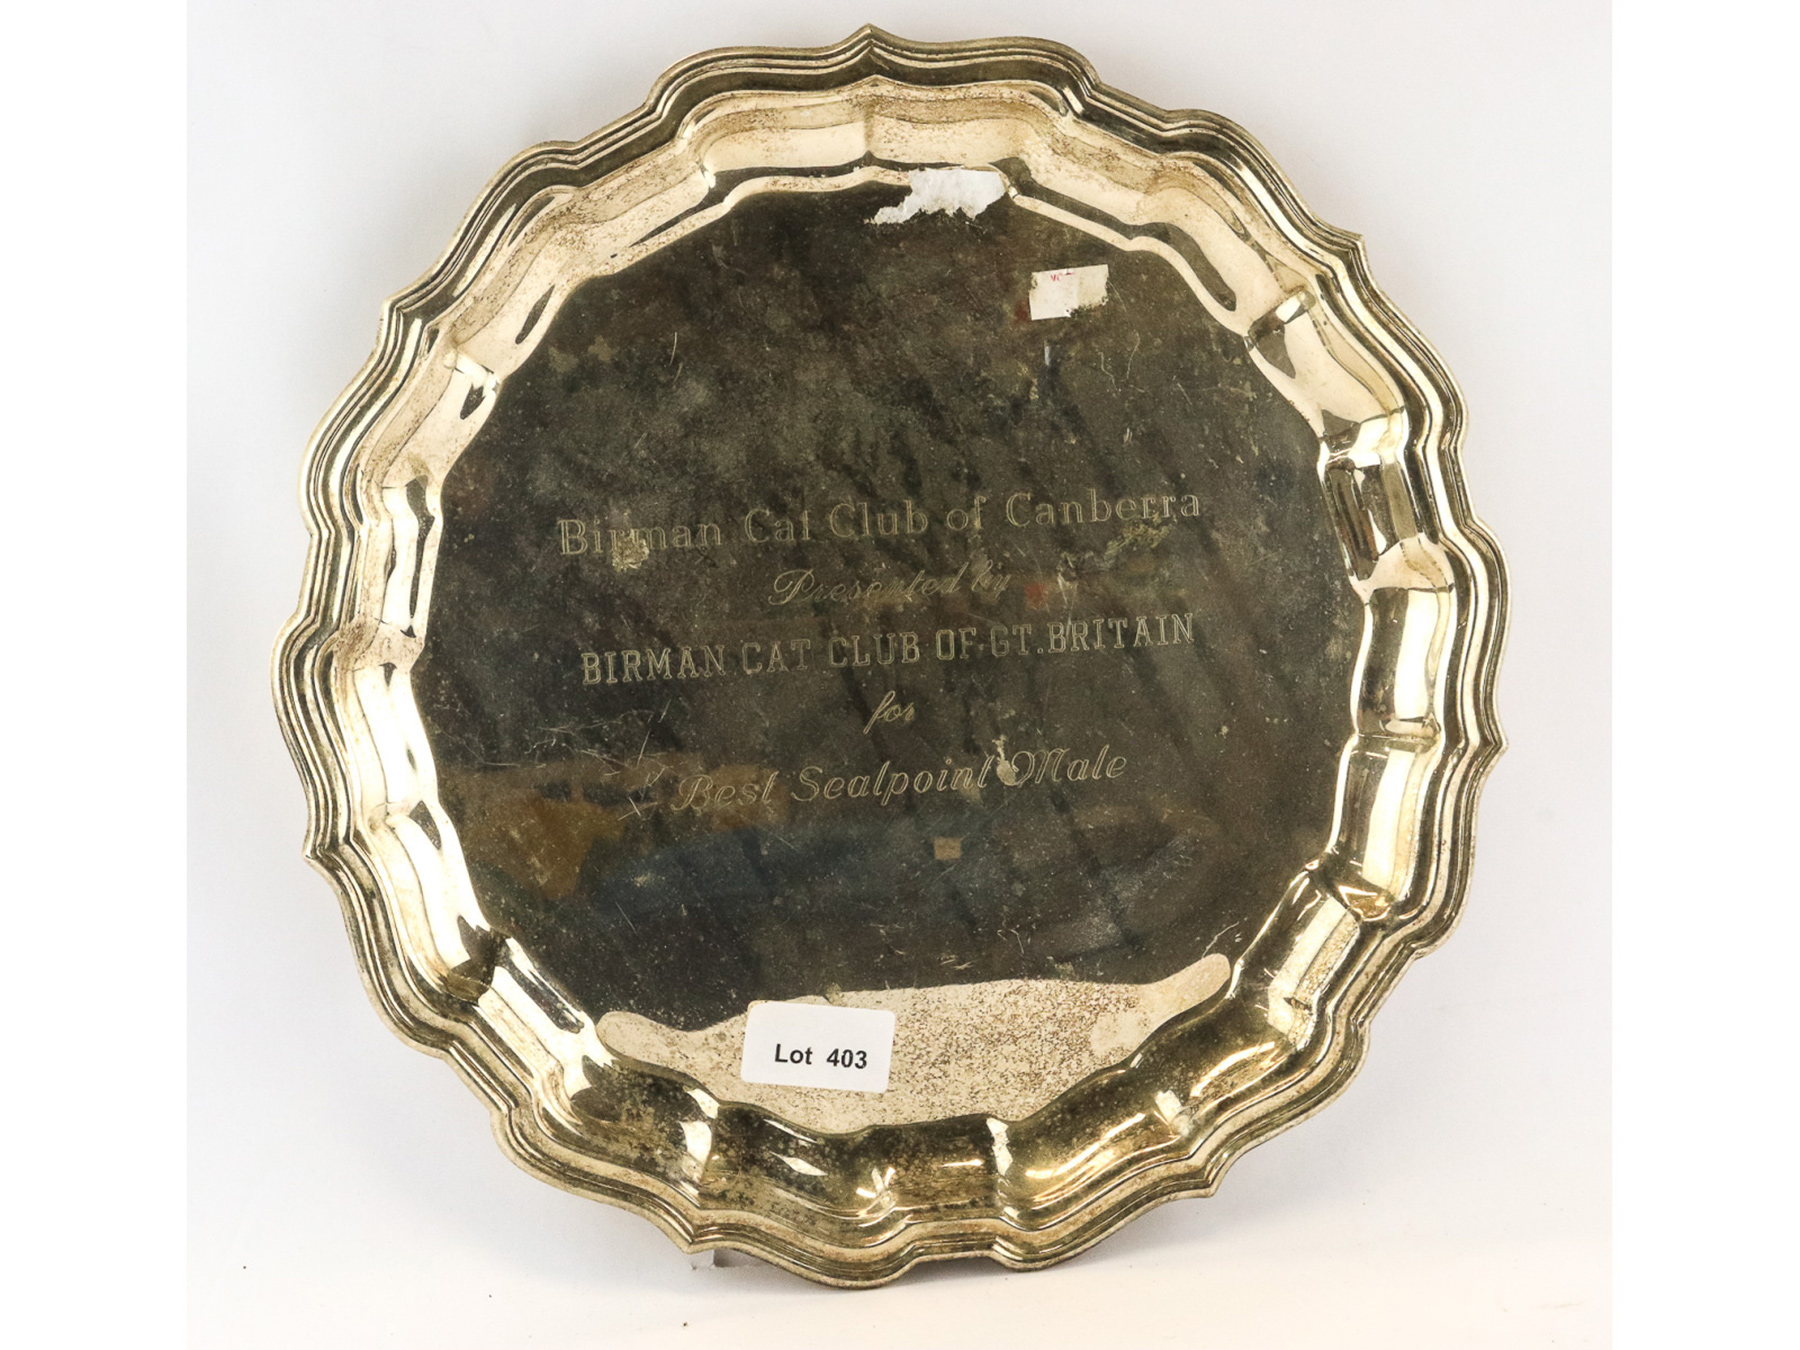 Birman Cat Club of Canberra
Presented by
BIRMAN CAT CLUB OF GT. BRITAIN
for
Best Sealpoint Male
Lot 403